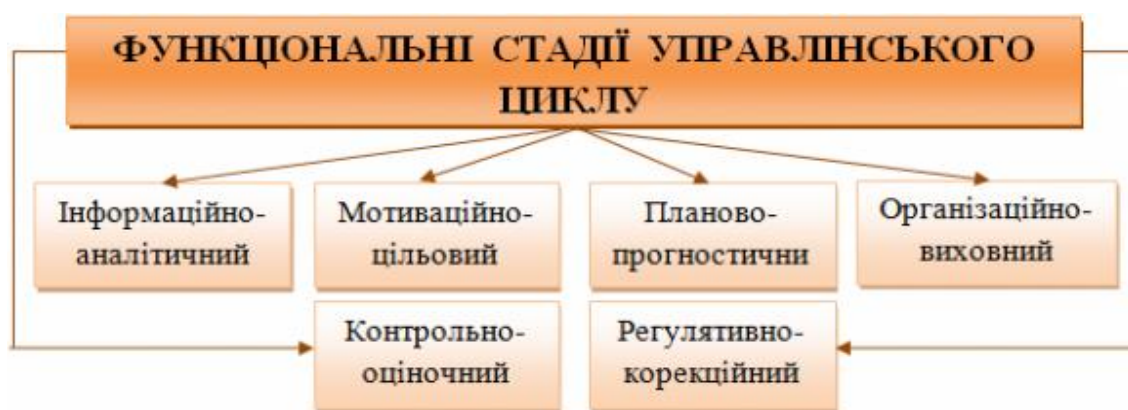 ФУНКЦІОНАЛЬНІ СТАДІЇ УПРАВЛІНСЬКОГО
ЦИКЛУ
Інформаційно-
аналітичний
Мотиваційно-
цільовий
Планово-
прогностични
Організаційно-
виховний
Контрольно-
оціночний
Регулятивно-
корекційний